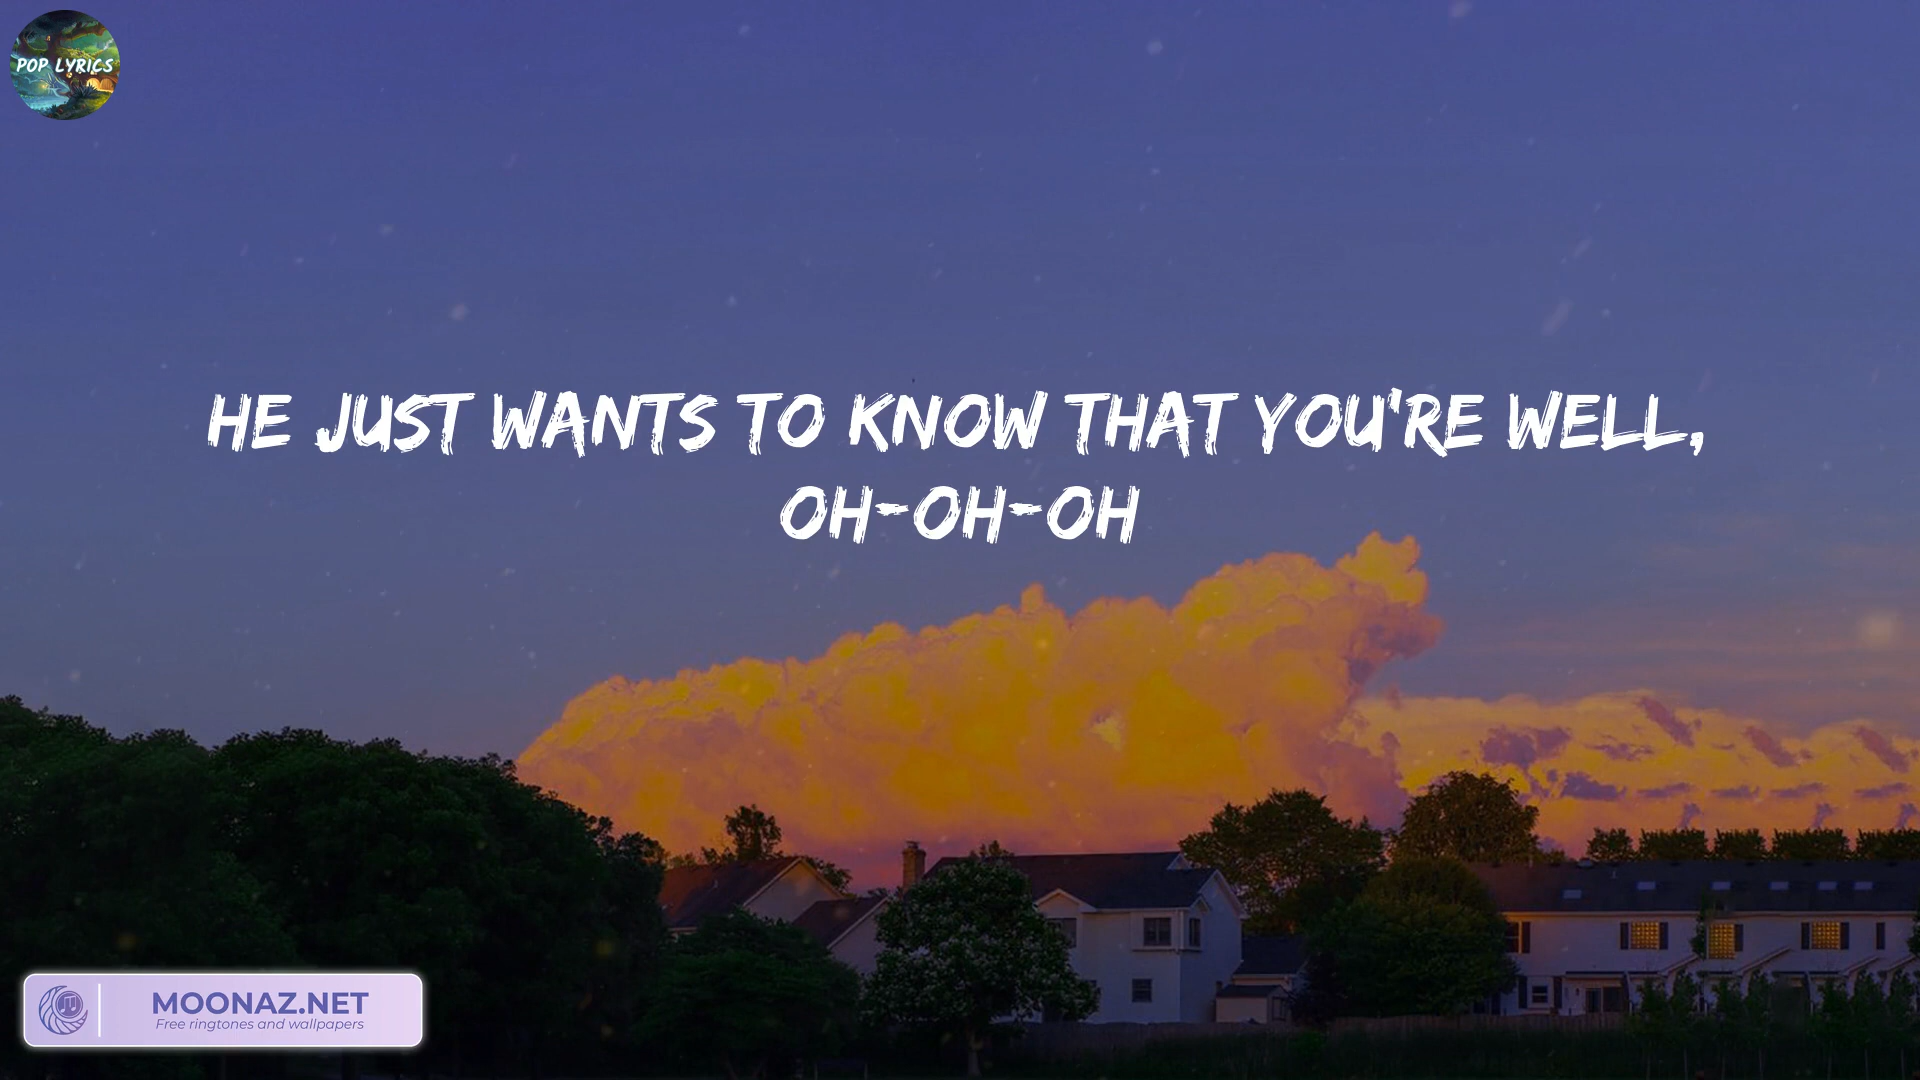 POP LYRICS
HE JUST WANTS TO KNOW THAT YOU'RE WELL,
OH-OH-OH
MOONAZ.NET
Free ringtones and wallpapers